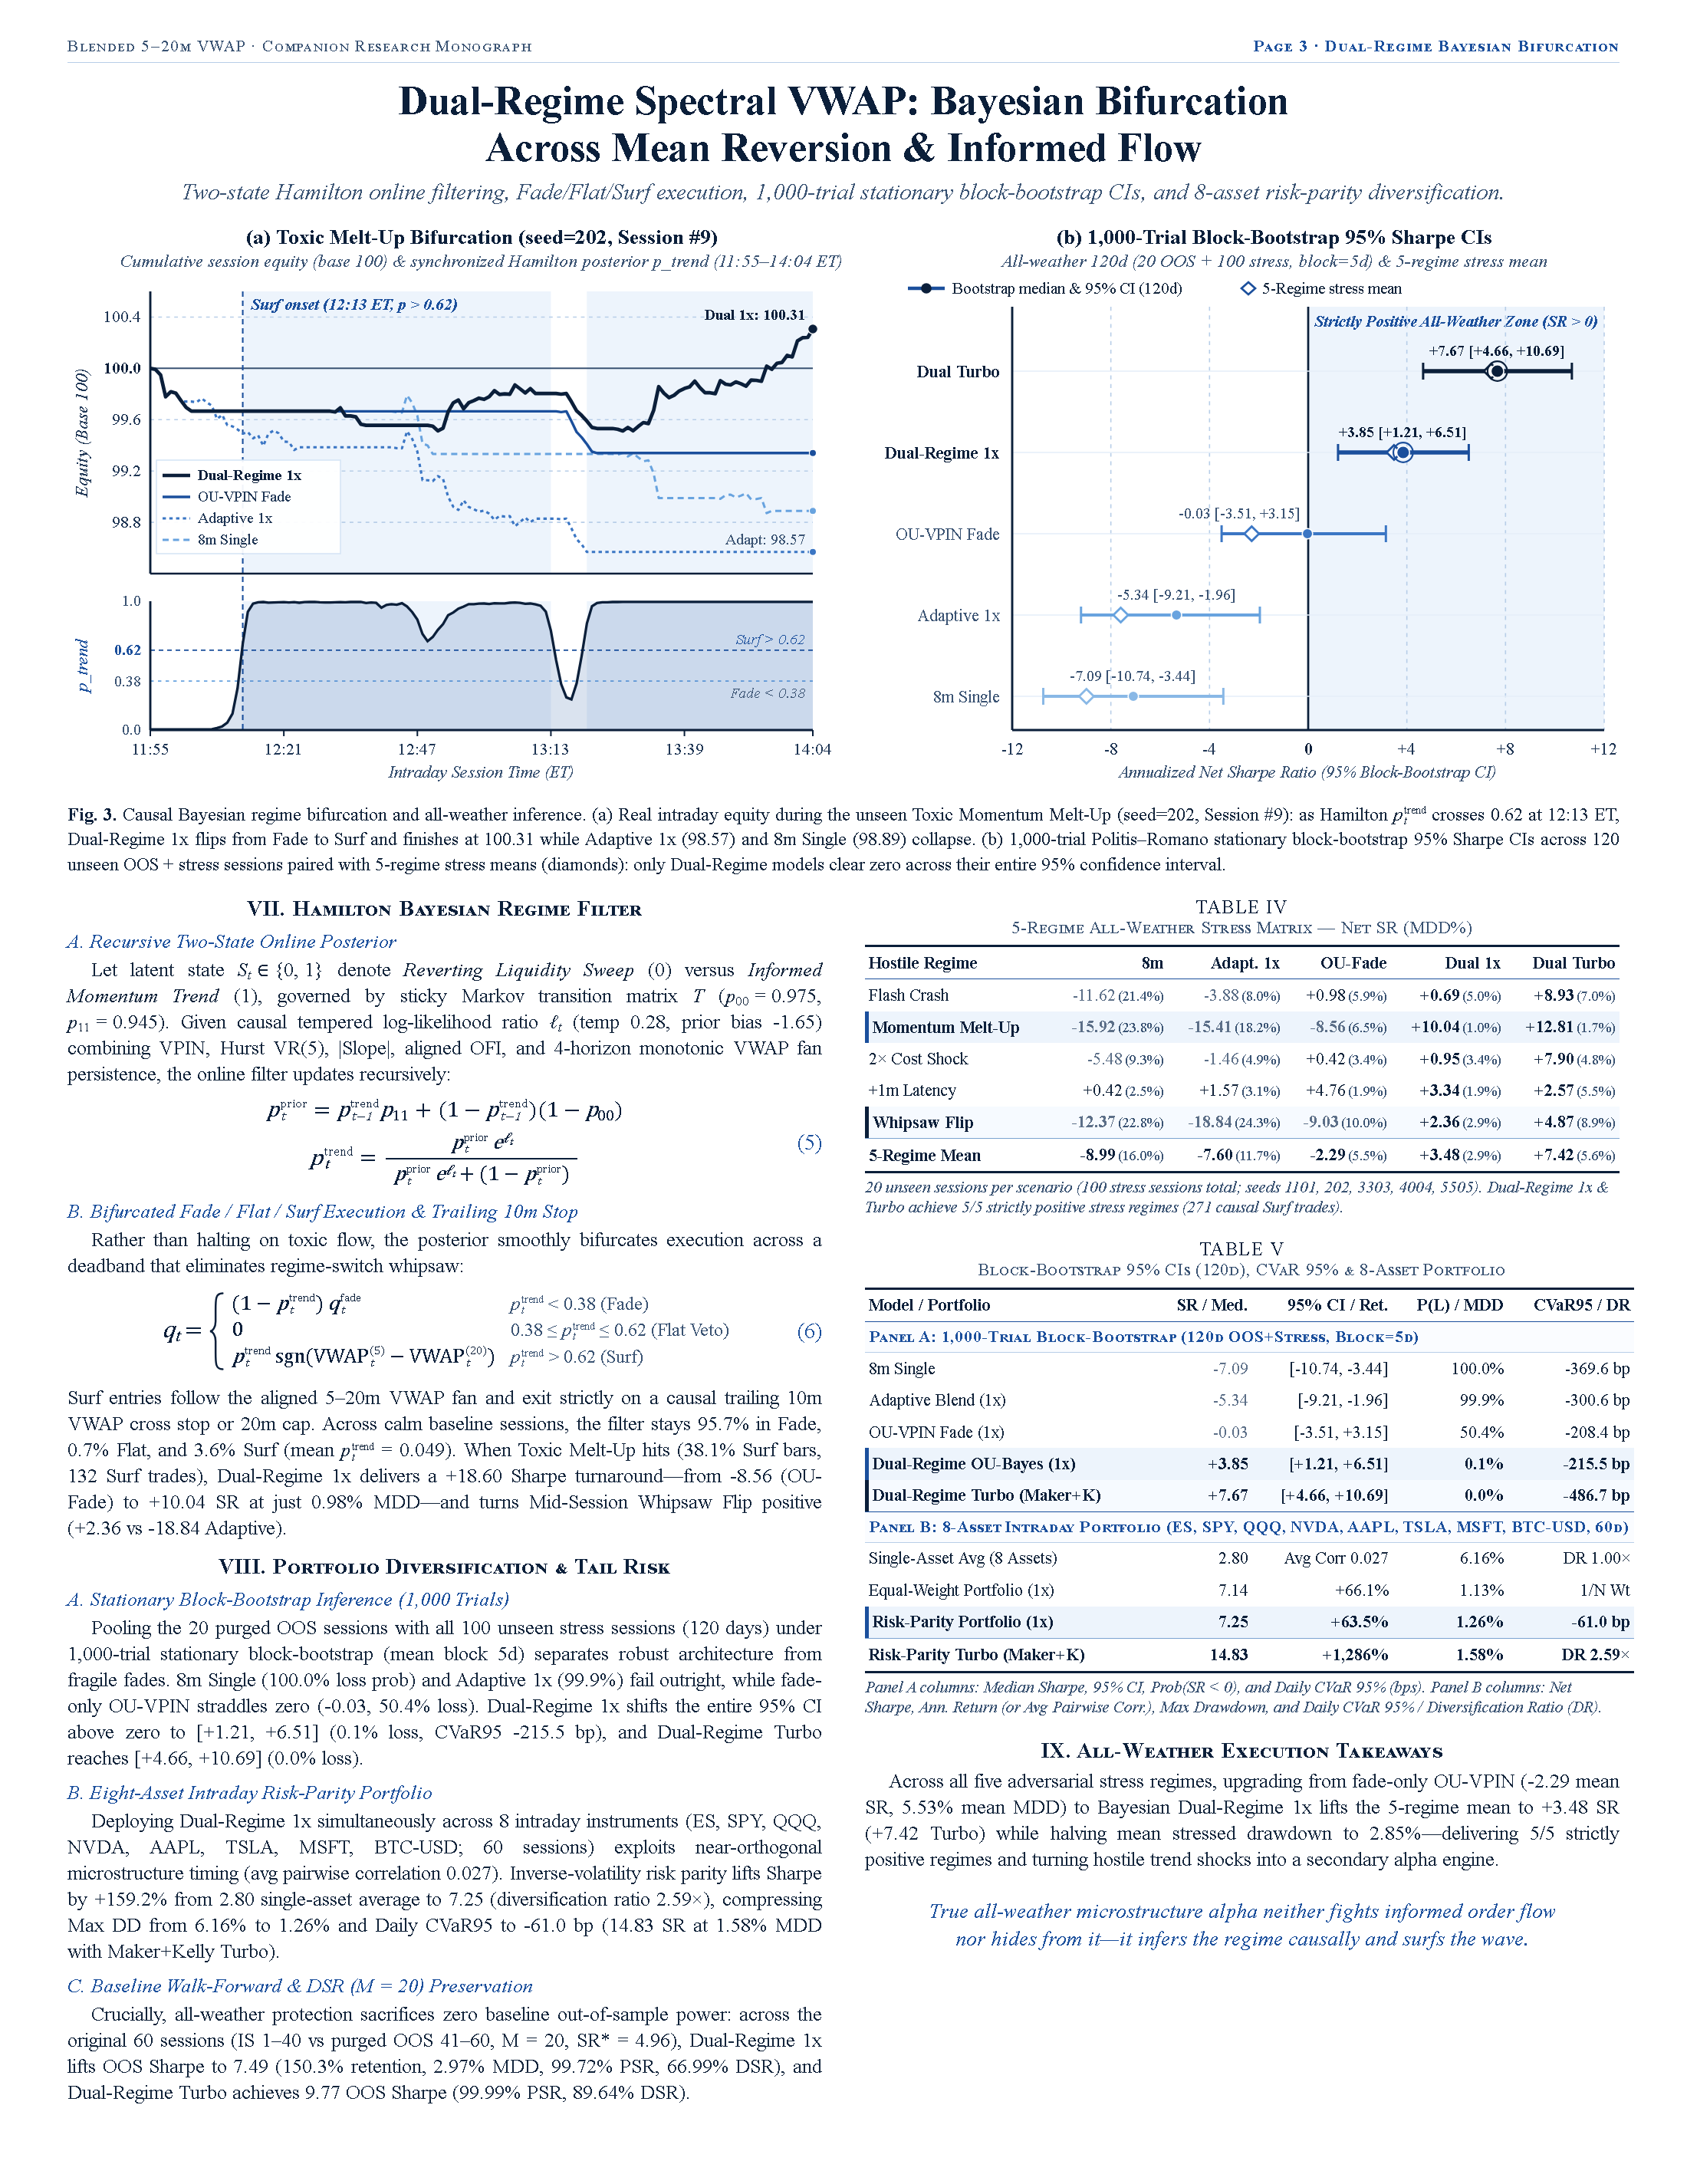 Blended 5–20m VWAP · Companion Research Monograph
Page 3 · Dual-Regime Bayesian Bifurcation
Dual-Regime Spectral VWAP: Bayesian Bifurcation
Across Mean Reversion & Informed Flow
Two-state Hamilton online filtering, Fade/Flat/Surf execution, 1,000-trial stationary block-bootstrap CIs, and 8-asset risk-parity diversification.
(a) Toxic Melt-Up Bifurcation (seed=202, Session #9)
Cumulative session equity (base 100) & synchronized Hamilton posterior p_trend (11:55–14:04 ET)
Surf onset (12:13 ET, p > 0.62)
Dual 1x: 100.31
100.4
100.0
99.6
99.2
98.8
Equity (Base 100)
Dual-Regime 1x
OU-VPIN Fade
Adaptive 1x
8m Single
Adapt: 98.57
1.0
0.62
0.38
0.0
p_trend
Surf > 0.62
Fade < 0.38
11:55 12:21 12:47 13:13 13:39 14:04
Intraday Session Time (ET)
(b) 1,000-Trial Block-Bootstrap 95% Sharpe CIs
All-weather 120d (20 OOS + 100 stress, block=5d) & 5-regime stress mean
Bootstrap median & 95% CI (120d) 5-Regime stress mean
Strictly Positive All-Weather Zone (SR > 0)
+7.67 [+4.66, +10.69]
Dual Turbo
+3.85 [+1.21, +6.51]
Dual-Regime 1x
-0.03 [-3.51, +3.15]
OU-VPIN Fade
-5.34 [-9.21, -1.96]
Adaptive 1x
-7.09 [-10.74, -3.44]
8m Single
-12 -8 -4 0 +4 +8 +12
Annualized Net Sharpe Ratio (95% Block-Bootstrap CI)
Fig. 3. Causal Bayesian regime bifurcation and all-weather inference. (a) Real intraday equity during the unseen Toxic Momentum Melt-Up (seed=202, Session #9): as Hamilton p_t^trend crosses 0.62 at 12:13 ET,
Dual-Regime 1x flips from Fade to Surf and finishes at 100.31 while Adaptive 1x (98.57) and 8m Single (98.89) collapse. (b) 1,000-trial Politis–Romano stationary block-bootstrap 95% Sharpe CIs across 120
unseen OOS + stress sessions paired with 5-regime stress means (diamonds): only Dual-Regime models clear zero across their entire 95% confidence interval.
VII. Hamilton Bayesian Regime Filter
A. Recursive Two-State Online Posterior
Let latent state S_t ∈ {0, 1} denote Reverting Liquidity Sweep (0) versus Informed
Momentum Trend (1), governed by sticky Markov transition matrix T (p_00 = 0.975,
p_11 = 0.945). Given causal tempered log-likelihood ratio ℓ_t (temp 0.28, prior bias -1.65)
combining VPIN, Hurst VR(5), |Slope|, aligned OFI, and 4-horizon monotonic VWAP fan
persistence, the online filter updates recursively:
p_t^prior = p_{t-1}^trend p_11 + (1 − p_{t-1}^trend)(1 − p_00)
p_t^trend = p_t^prior e^{ℓ_t} / (p_t^prior e^{ℓ_t} + (1 − p_t^prior)) (5)
B. Bifurcated Fade / Flat / Surf Execution & Trailing 10m Stop
Rather than halting on toxic flow, the posterior smoothly bifurcates execution across a
deadband that eliminates regime-switch whipsaw:
q_t = { (1 − p_t^trend) q_t^fade p_t^trend < 0.38 (Fade)
0 0.38 ≤ p_t^trend ≤ 0.62 (Flat Veto) (6)
p_t^trend sgn(VWAP_t^(5) − VWAP_t^(20)) p_t^trend > 0.62 (Surf)
Surf entries follow the aligned 5–20m VWAP fan and exit strictly on a causal trailing 10m
VWAP cross stop or 20m cap. Across calm baseline sessions, the filter stays 95.7% in Fade,
0.7% Flat, and 3.6% Surf (mean p_t^trend = 0.049). When Toxic Melt-Up hits (38.1% Surf bars,
132 Surf trades), Dual-Regime 1x delivers a +18.60 Sharpe turnaround—from -8.56 (OU-
Fade) to +10.04 SR at just 0.98% MDD—and turns Mid-Session Whipsaw Flip positive
(+2.36 vs -18.84 Adaptive).
VIII. Portfolio Diversification & Tail Risk
A. Stationary Block-Bootstrap Inference (1,000 Trials)
Pooling the 20 purged OOS sessions with all 100 unseen stress sessions (120 days) under
1,000-trial stationary block-bootstrap (mean block 5d) separates robust architecture from
fragile fades. 8m Single (100.0% loss prob) and Adaptive 1x (99.9%) fail outright, while fade-
only OU-VPIN straddles zero (-0.03, 50.4% loss). Dual-Regime 1x shifts the entire 95% CI
above zero to [+1.21, +6.51] (0.1% loss, CVaR95 -215.5 bp), and Dual-Regime Turbo
reaches [+4.66, +10.69] (0.0% loss).
B. Eight-Asset Intraday Risk-Parity Portfolio
Deploying Dual-Regime 1x simultaneously across 8 intraday instruments (ES, SPY, QQQ,
NVDA, AAPL, TSLA, MSFT, BTC-USD; 60 sessions) exploits near-orthogonal
microstructure timing (avg pairwise correlation 0.027). Inverse-volatility risk parity lifts Sharpe
by +159.2% from 2.80 single-asset average to 7.25 (diversification ratio 2.59×), compressing
Max DD from 6.16% to 1.26% and Daily CVaR95 to -61.0 bp (14.83 SR at 1.58% MDD
with Maker+Kelly Turbo).
C. Baseline Walk-Forward & DSR (M = 20) Preservation
Crucially, all-weather protection sacrifices zero baseline out-of-sample power: across the
original 60 sessions (IS 1–40 vs purged OOS 41–60, M = 20, SR* = 4.96), Dual-Regime 1x
lifts OOS Sharpe to 7.49 (150.3% retention, 2.97% MDD, 99.72% PSR, 66.99% DSR), and
Dual-Regime Turbo achieves 9.77 OOS Sharpe (99.99% PSR, 89.64% DSR).
TABLE IV
5-Regime All-Weather Stress Matrix — Net SR (MDD%)
Hostile Regime 8m Adapt. 1x OU-Fade Dual 1x Dual Turbo
Flash Crash -11.62 (21.4%) -3.88 (8.0%) +0.98 (5.9%) +0.69 (5.0%) +8.93 (7.0%)
Momentum Melt-Up -15.92 (23.8%) -15.41 (18.2%) -8.56 (6.5%) +10.04 (1.0%) +12.81 (1.7%)
2× Cost Shock -5.48 (9.3%) -1.46 (4.9%) +0.42 (3.4%) +0.95 (3.4%) +7.90 (4.8%)
+1m Latency +0.42 (2.5%) +1.57 (3.1%) +4.76 (1.9%) +3.34 (1.9%) +2.57 (5.5%)
Whipsaw Flip -12.37 (22.8%) -18.84 (24.3%) -9.03 (10.0%) +2.36 (2.9%) +4.87 (8.9%)
5-Regime Mean -8.99 (16.0%) -7.60 (11.7%) -2.29 (5.5%) +3.48 (2.9%) +7.42 (5.6%)
20 unseen sessions per scenario (100 stress sessions total; seeds 1101, 202, 3303, 4004, 5505). Dual-Regime 1x &
Turbo achieve 5/5 strictly positive stress regimes (271 causal Surf trades).
TABLE V
Block-Bootstrap 95% CIs (120d), CVaR 95% & 8-Asset Portfolio
Model / Portfolio SR / Med. 95% CI / Ret. P(L) / MDD CVaR95 / DR
Panel A: 1,000-Trial Block-Bootstrap (120d OOS+Stress, Block=5d)
8m Single -7.09 [-10.74, -3.44] 100.0% -369.6 bp
Adaptive Blend (1x) -5.34 [-9.21, -1.96] 99.9% -300.6 bp
OU-VPIN Fade (1x) -0.03 [-3.51, +3.15] 50.4% -208.4 bp
Dual-Regime OU-Bayes (1x) +3.85 [+1.21, +6.51] 0.1% -215.5 bp
Dual-Regime Turbo (Maker+K) +7.67 [+4.66, +10.69] 0.0% -486.7 bp
Panel B: 8-Asset Intraday Portfolio (ES, SPY, QQQ, NVDA, AAPL, TSLA, MSFT, BTC-USD, 60d)
Single-Asset Avg (8 Assets) 2.80 Avg Corr 0.027 6.16% DR 1.00×
Equal-Weight Portfolio (1x) 7.14 +66.1% 1.13% 1/N Wt
Risk-Parity Portfolio (1x) 7.25 +63.5% 1.26% -61.0 bp
Risk-Parity Turbo (Maker+K) 14.83 +1,286% 1.58% DR 2.59×
Panel A columns: Median Sharpe, 95% CI, Prob(SR < 0), and Daily CVaR 95% (bps). Panel B columns: Net
Sharpe, Ann. Return (or Avg Pairwise Corr.), Max Drawdown, and Daily CVaR 95% / Diversification Ratio (DR).
IX. All-Weather Execution Takeaways
Across all five adversarial stress regimes, upgrading from fade-only OU-VPIN (-2.29 mean
SR, 5.53% mean MDD) to Bayesian Dual-Regime 1x lifts the 5-regime mean to +3.48 SR
(+7.42 Turbo) while halving mean stressed drawdown to 2.85%—delivering 5/5 strictly
positive regimes and turning hostile trend shocks into a secondary alpha engine.
True all-weather microstructure alpha neither fights informed order flow
nor hides from it—it infers the regime causally and surfs the wave.